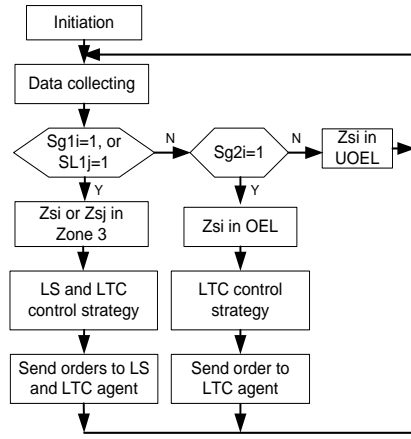 Initiation
Data collecting
Sg1i=1, or
SL1j=1
N
Sg2i=1
N
Zsi in
UOEL
Y
Y
Zsi or Zsj in
Zone 3
Zsi in OEL
LS and LTC
control strategy
LTC control
strategy
Send orders to LS
and LTC agent
Send order to
LTC agent